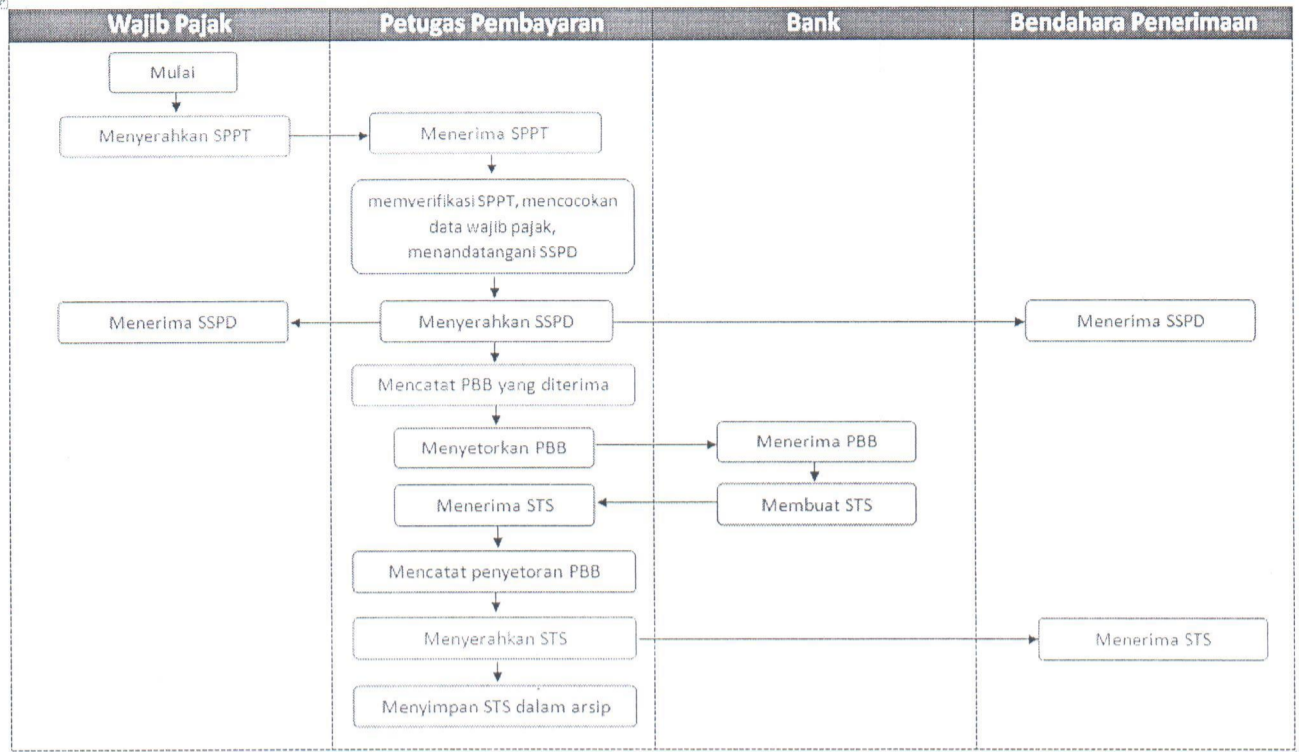 Wajib Pajak
Petugas Pembayaran
Bank
Bendahara Penerimaan
Mulai
Menyerahkan SPPT
Menerima SPPT
memverifikasi SPPT, mencocokan
data wajib pajak,
menandatangani SSPD
Menerima SSPD
Menyerahkan SSPD
Menerima SSPD
Mencatat PBB yang diterima
Menyetorkan PBB
Menerima PBB
Menerima STS
Membuat STS
Mencatat penyetoran PBB
Menyerahkan STS
Menerima STS
Menyimpan STS dalam arsip